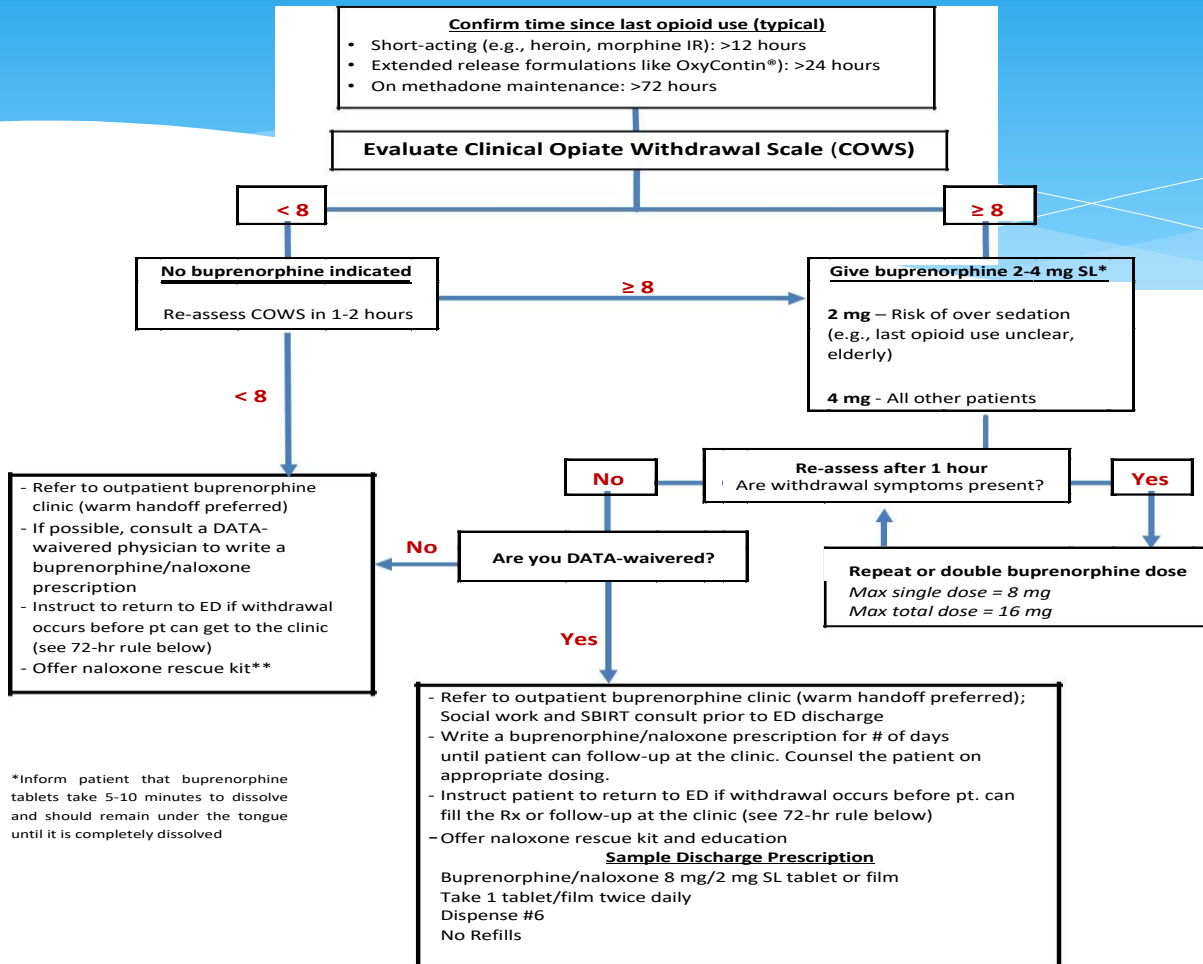 Confirm time since last opioid use (typical)
• Short-acting (e.g., heroin, morphine IR): >12 hours
• Extended release formulations like OxyContin®): >24 hours
• On methadone maintenance: >72 hours
Evaluate Clinical Opiate Withdrawal Scale (COWS)
< 8
≥ 8
No buprenorphine indicated
Re-assess COWS in 1-2 hours
≥ 8
Give buprenorphine 2-4 mg SL*
2 mg – Risk of over sedation
(e.g., last opioid use unclear,
elderly)
4 mg - All other patients
< 8
Re-assess after 1 hour
Are withdrawal symptoms present?
No
Yes
Repeat or double buprenorphine dose
Max single dose = 8 mg
Max total dose = 16 mg
Are you DATA-waivered?
No
Yes
- Refer to outpatient buprenorphine
clinic (warm handoff preferred)
- If possible, consult a DATA-
waivered physician to write a
buprenorphine/naloxone
prescription
- Instruct to return to ED if withdrawal
occurs before pt can get to the clinic
(see 72-hr rule below)
- Offer naloxone rescue kit**
- Refer to outpatient buprenorphine clinic (warm handoff preferred);
Social work and SBIRT consult prior to ED discharge
- Write a buprenorphine/naloxone prescription for # of days
until patient can follow-up at the clinic. Counsel the patient on
appropriate dosing.
- Instruct patient to return to ED if withdrawal occurs before pt. can
fill the Rx or follow-up at the clinic (see 72-hr rule below)
– Offer naloxone rescue kit and education
Sample Discharge Prescription
Buprenorphine/naloxone 8 mg/2 mg SL tablet or film
Take 1 tablet/film twice daily
Dispense #6
No Refills
*Inform patient that buprenorphine
tablets take 5-10 minutes to dissolve
and should remain under the tongue
until it is completely dissolved